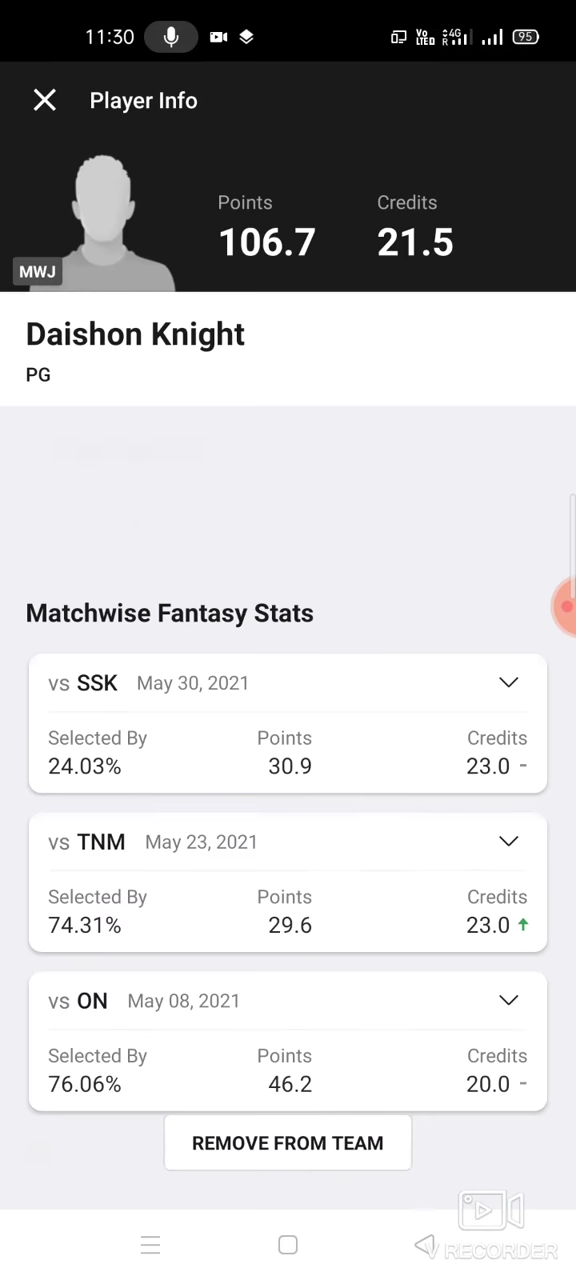 11:30 Vo LTED 4G R 95
Player Info
Points Credits
106.7 21.5
MWJ
Daishon Knight
PG
Matchwise Fantasy Stats
vs SSK May 30, 2021
Selected By Points Credits
24.03% 30.9 23.0 -
vs TNM May 23, 2021
Selected By Points Credits
74.31% 29.6 23.0 ↑
vs ON May 08, 2021
Selected By Points Credits
76.06% 46.2 20.0 -
REMOVE FROM TEAM
V RECORDER